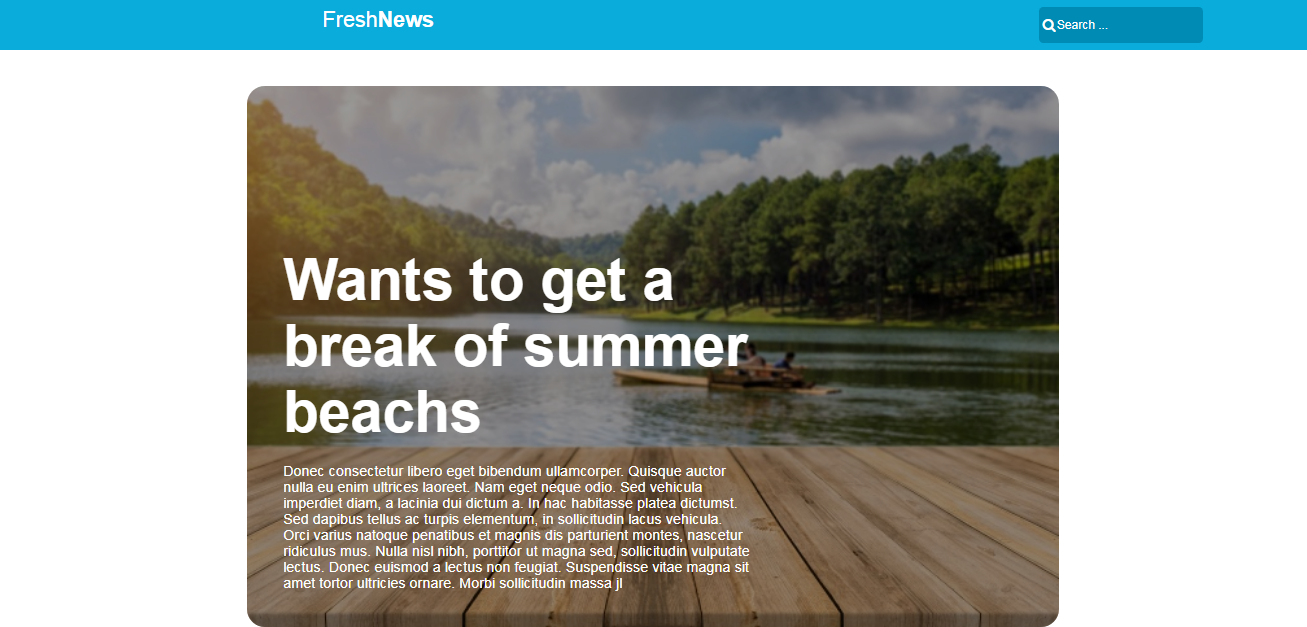 FreshNews
Search ...
Wants to get a
break of summer
beachs
Donec consectetur libero eget bibendum ullamcorper. Quisque auctor
nulla eu enim ultrices laoreet. Nam eget neque odio. Sed vehicula
imperdiet diam, a lacinia dui dictum a. In hac habitasse platea dictumst.
Sed dapibus tellus ac turpis elementum, in sollicitudin lacus vehicula.
Orci varius natoque penatibus et magnis dis parturient montes, nascetur
ridiculus mus. Nulla nisl nibh, porttitor ut magna sed, sollicitudin vulputate
lectus. Donec euismod a lectus non feugiat. Suspendisse vitae magna sit
amet tortor ultricies ornare. Morbi sollicitudin massa jl